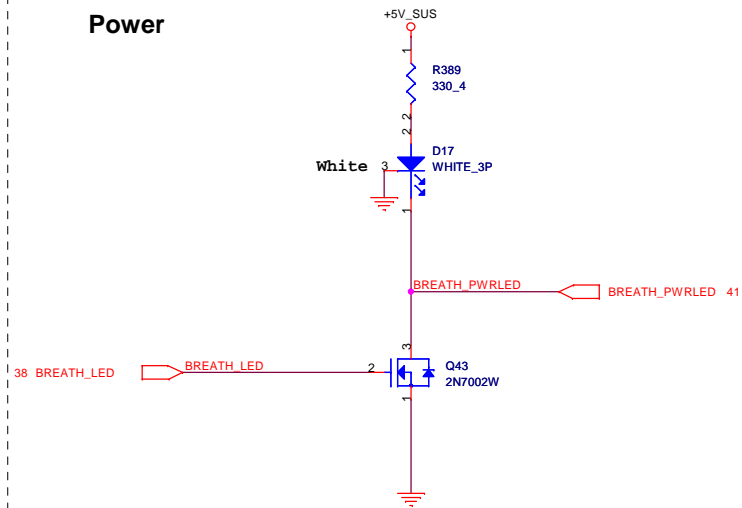 Power
+5V_SUS
1
R389
330_4
2
2
D17
WHITE_3P
White 3
1
BREATH_PWRLED
BREATH_PWRLED 41
3
38 BREATH_LED
BREATH_LED
2
Q43
2N7002W
1